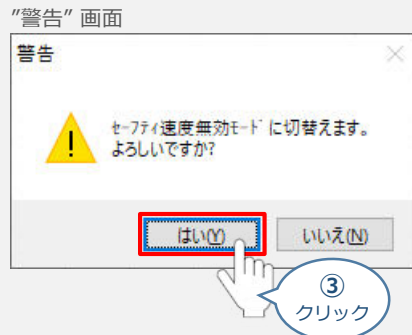 "警告" 画面
警告
ｾｰﾌﾃｨ速度無効ﾓｰﾄﾞに切替えます。
よろしいですか?
はい(Y)
いいえ(N)
③
クリック